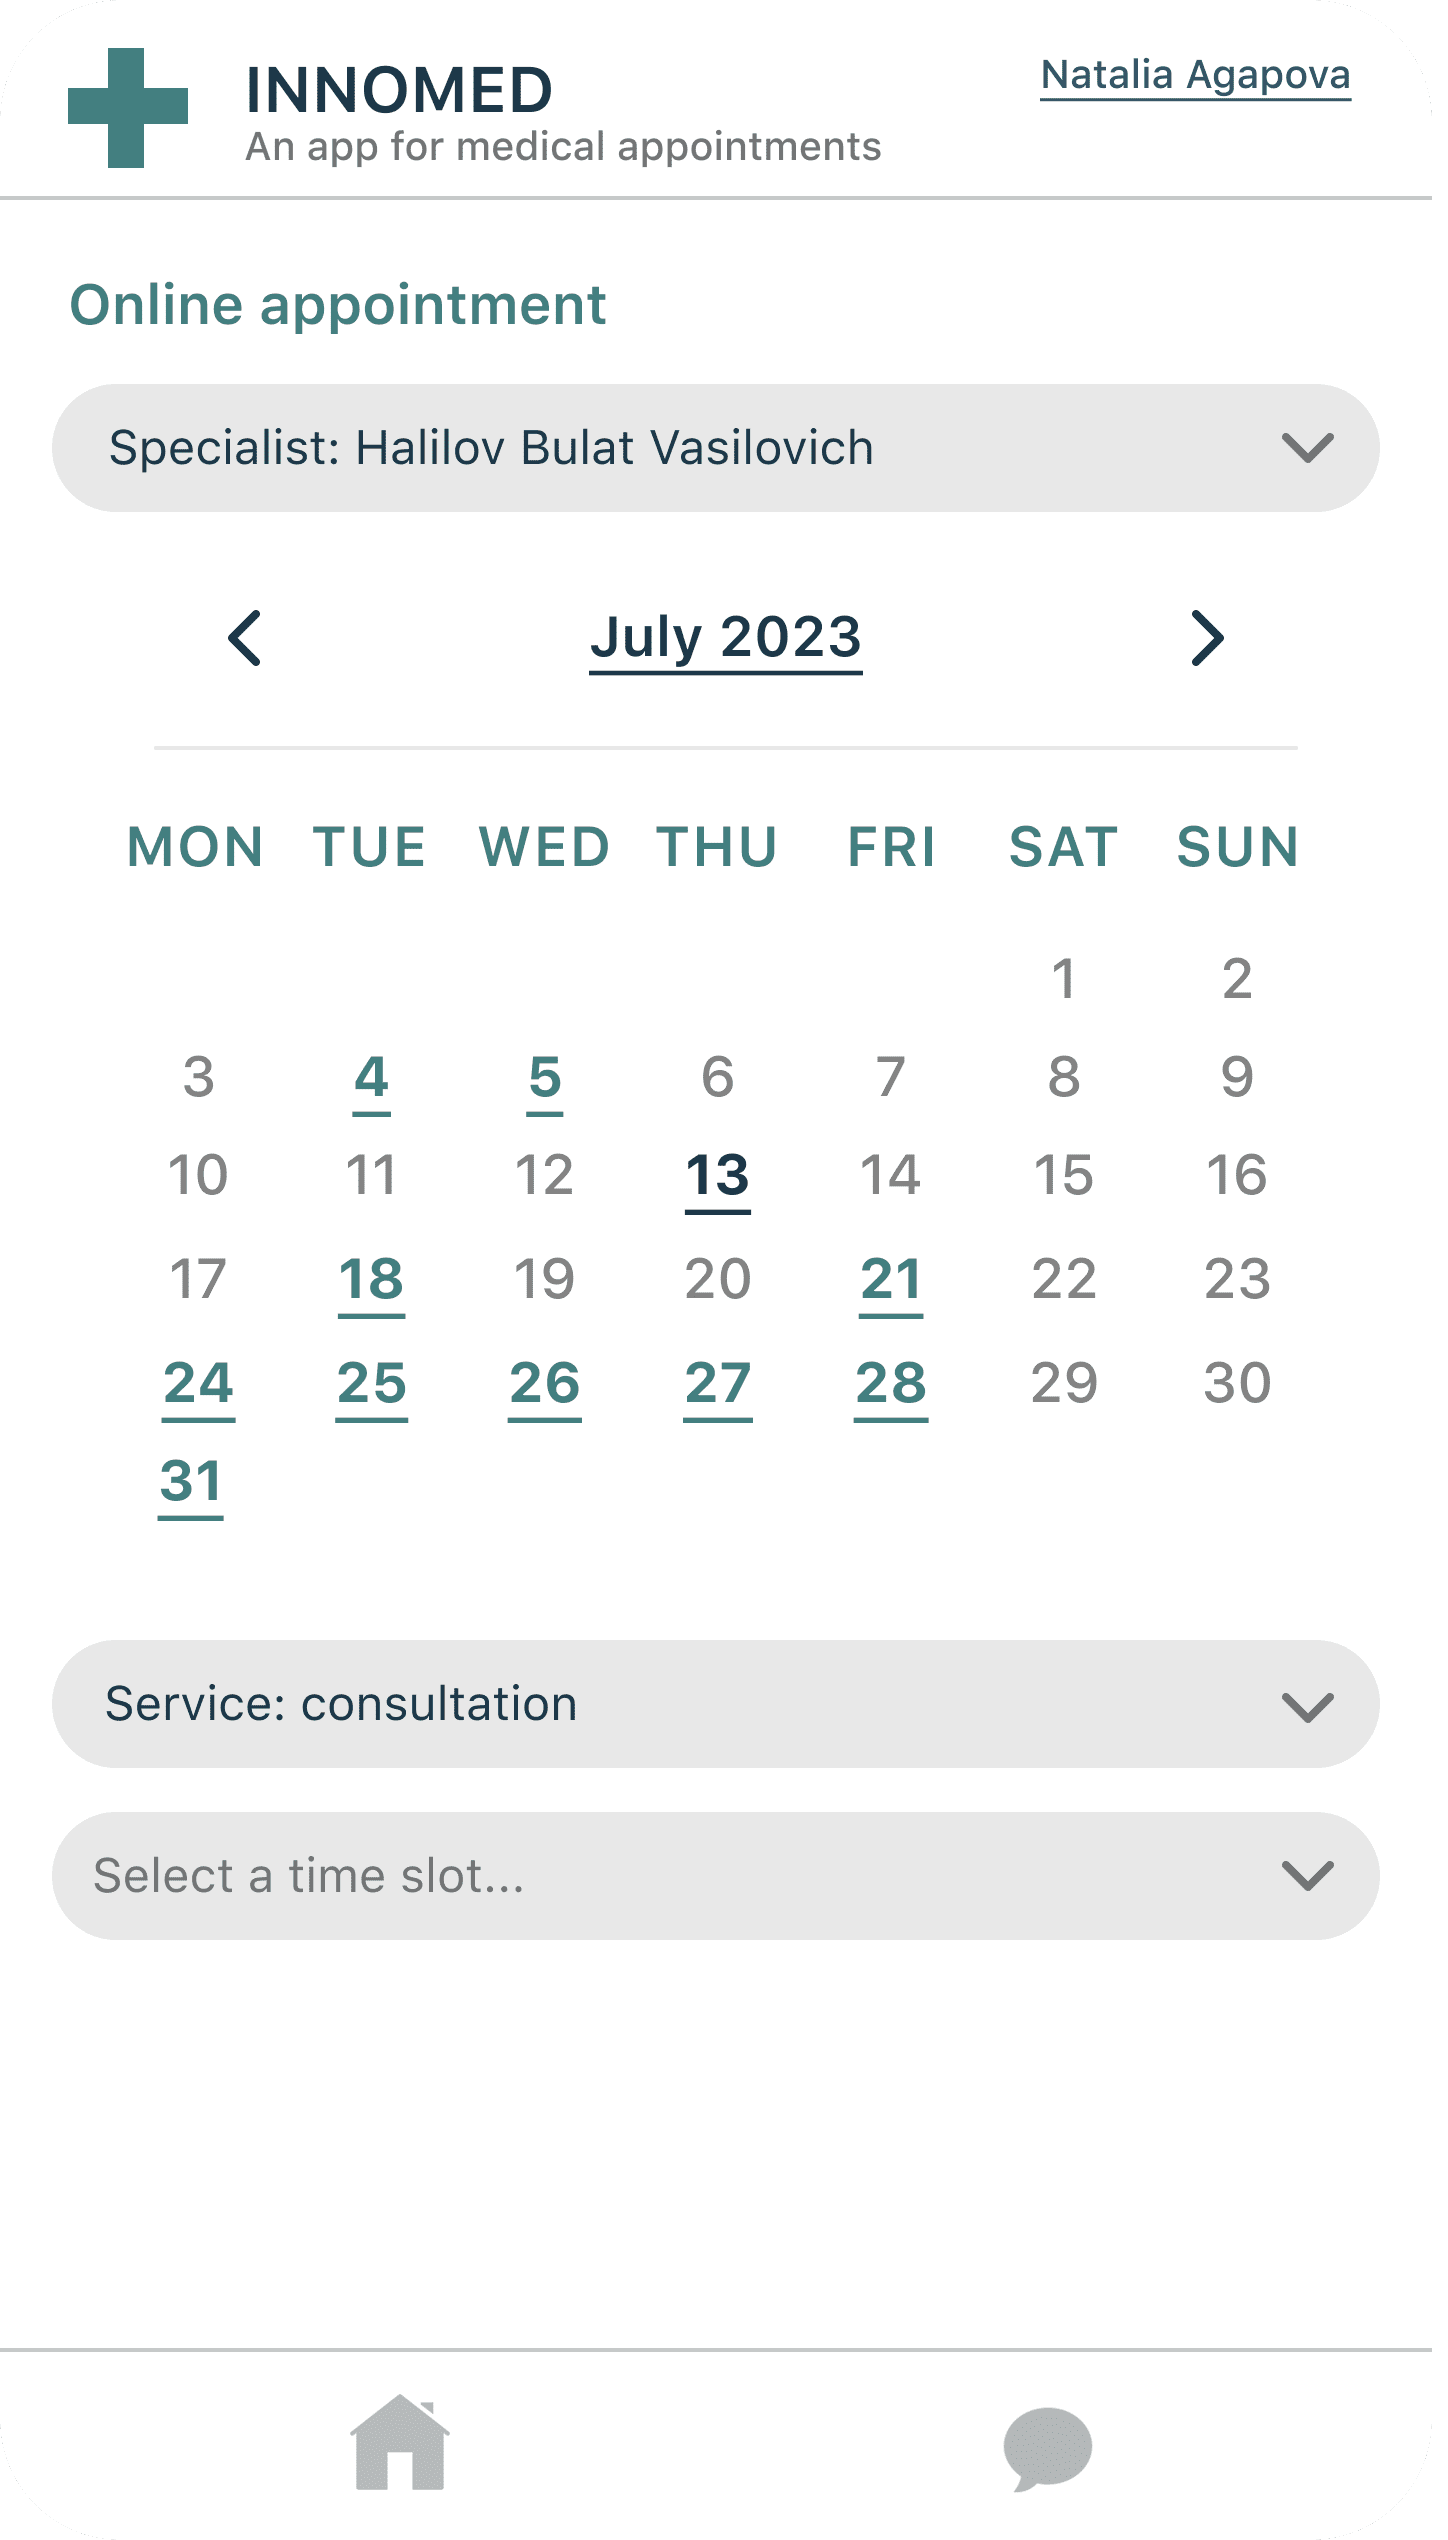 INNOMED
An app for medical appointments
Natalia Agapova
Online appointment
Specialist: Halilov Bulat Vasilovich
July 2023
MON TUE WED THU FRI SAT SUN
1 2
3 4 5 6 7 8 9
10 11 12 13 14 15 16
17 18 19 20 21 22 23
24 25 26 27 28 29 30
31
Service: consultation
Select a time slot...